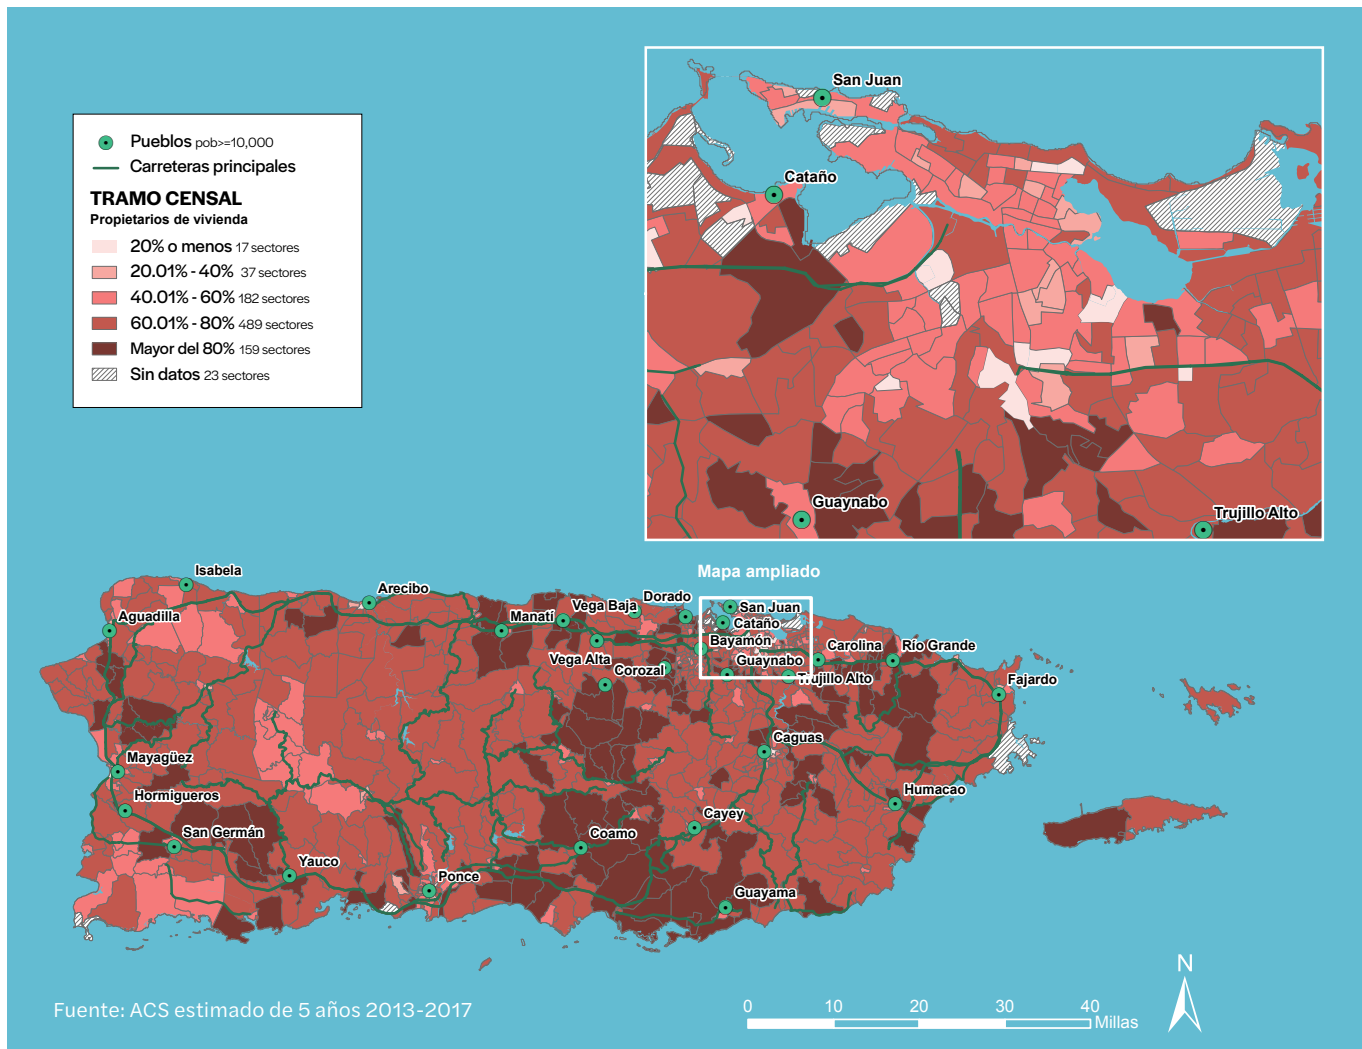 San Juan
Cataño
Guaynabo
Trujillo Alto
Pueblos pob>=10,000
Carreteras principales
TRAMO CENSAL
Propietarios de vivienda
20% o menos 17 sectores
20.01% - 40% 37 sectores
40.01% - 60% 182 sectores
60.01% - 80% 489 sectores
Mayor del 80% 159 sectores
Sin datos 23 sectores
Mapa ampliado
Isabela
Arecibo
Aguadilla
Manatí
Vega Baja
Dorado
San Juan
Cataño
Bayamón
Vega Alta
Corozal
Guaynabo
Trujillo Alto
Carolina
Río Grande
Fajardo
Caguas
Mayagüez
Hormigueros
Humacao
San Germán
Coamo
Cayey
Yauco
Ponce
Guayama
Fuente: ACS estimado de 5 años 2013-2017
0 10 20 30 40
Millas
N